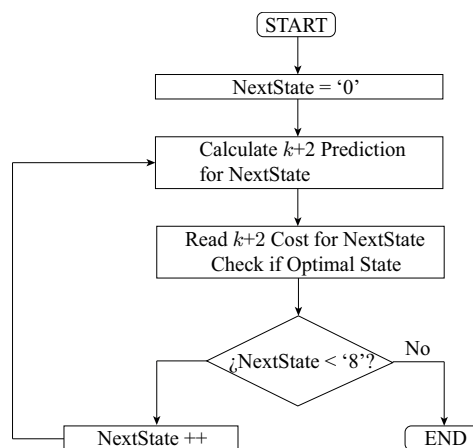 START
NextState = ‘0’
Calculate k+2 Prediction
for NextState
Read k+2 Cost for NextState
Check if Optimal State
¿NextState < ‘8’?
No
NextState ++
END